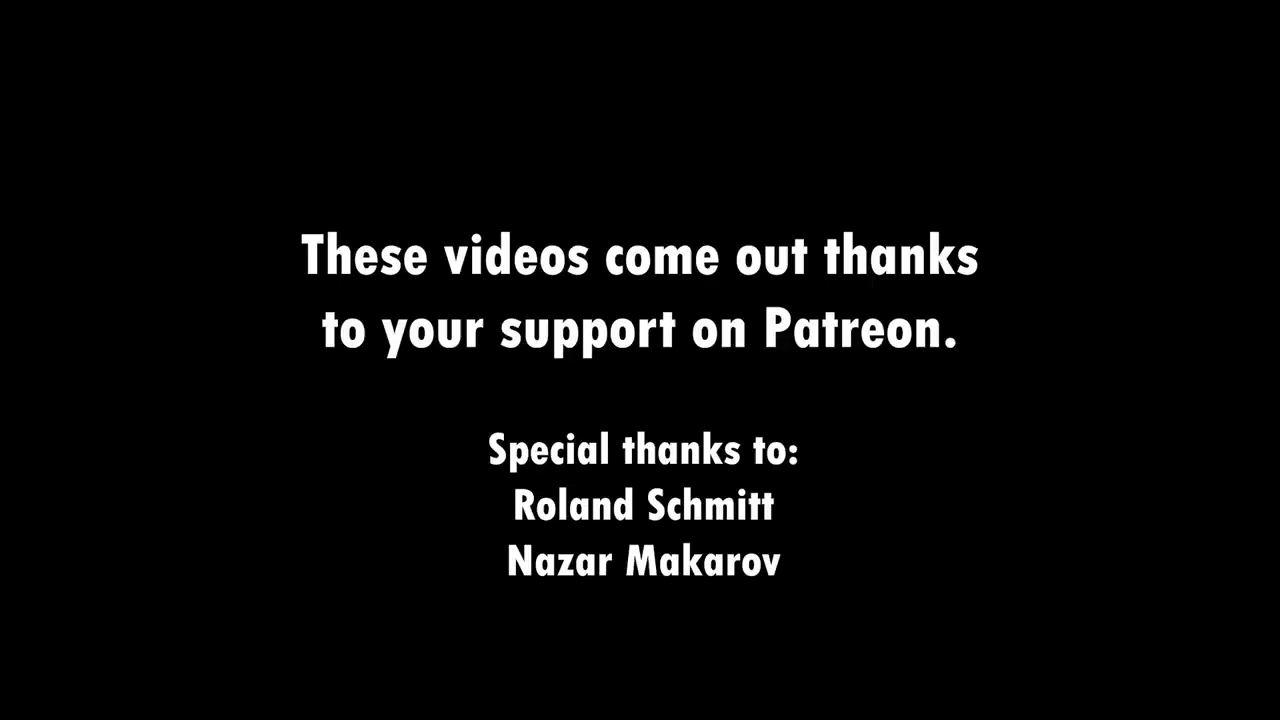 These videos come out thanks
to your support on Patreon.
Special thanks to:
Roland Schmitt
Nazar Makarov